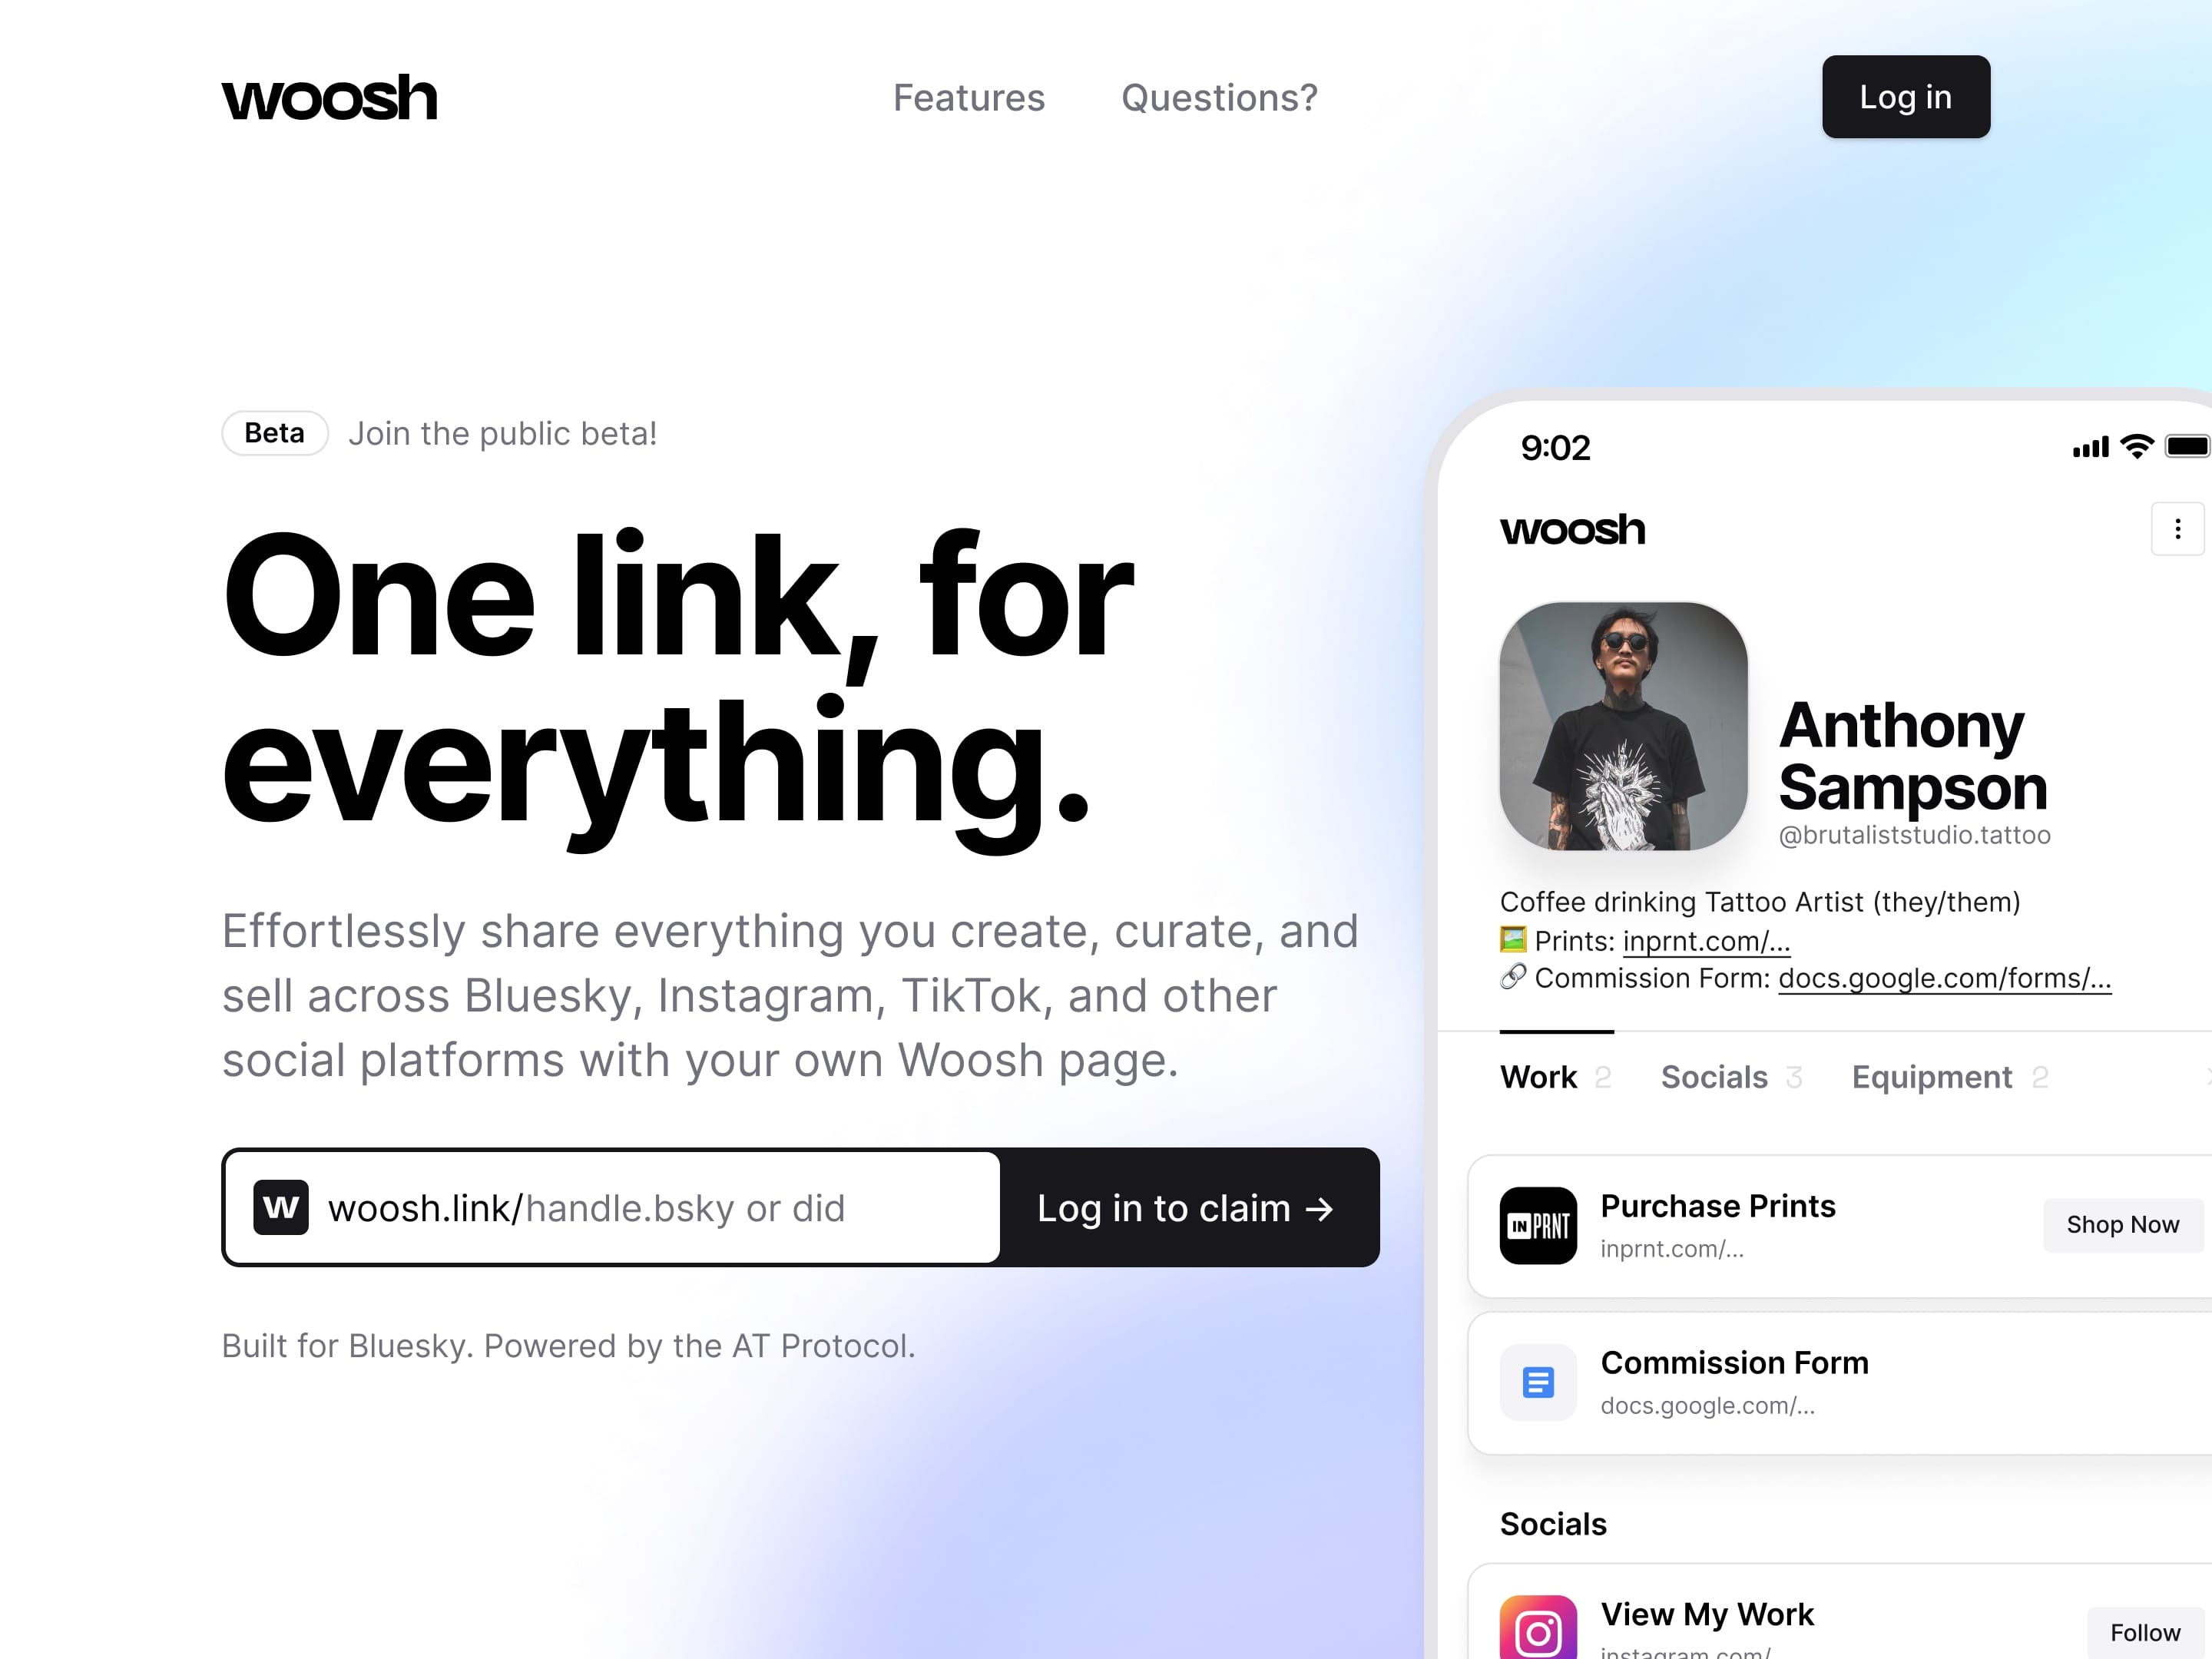 woosh
Features
Questions?
Log in
Beta
Join the public beta!
One link, for
everything.
Effortlessly share everything you create, curate, and
sell across Bluesky, Instagram, TikTok, and other
social platforms with your own Woosh page.
W woosh.link/handle.bsky or did
Log in to claim →
Built for Bluesky. Powered by the AT Protocol.
9:02
woosh
Anthony
Sampson
@brutaliststudio.tattoo
Coffee drinking Tattoo Artist (they/them)
🖼️ Prints: inprnt.com/...
🔗 Commission Form: docs.google.com/forms/...
Work 2
Socials 3
Equipment 2
INPRNT
Purchase Prints
inprnt.com/...
Shop Now
Commission Form
docs.google.com/...
Socials
View My Work
instagram.com/
Follow